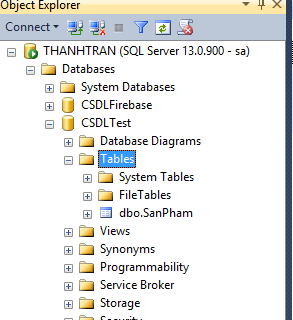 Object Explorer
Connect
THANHTRAN (SQL Server 13.0.900 - sa)
Databases
System Databases
CSDLFirebase
CSDLTest
Database Diagrams
Tables
System Tables
FileTables
dbo.SanPham
Views
Synonyms
Programmability
Service Broker
Storage
Security